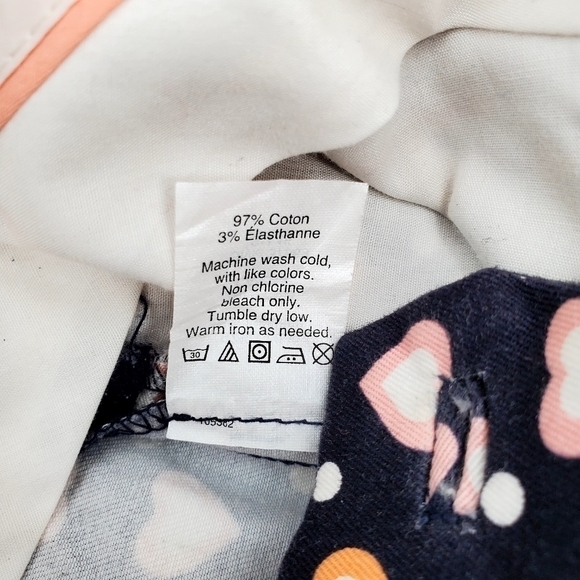 97% Coton
3% Élasthanne
Machine wash cold,
with like colors.
Non chlorine
bleach only.
Tumble dry low.
Warm iron as needed.
30